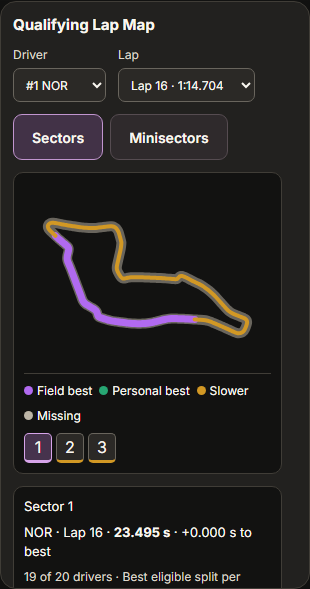 Qualifying Lap Map
Driver Lap
#1 NOR Lap 16 · 1:14.704
Sectors Minisectors
Field best Personal best Slower
Missing
1 2 3
Sector 1
NOR · Lap 16 · 23.495 s · +0.000 s to
best
19 of 20 drivers · Best eligible split per